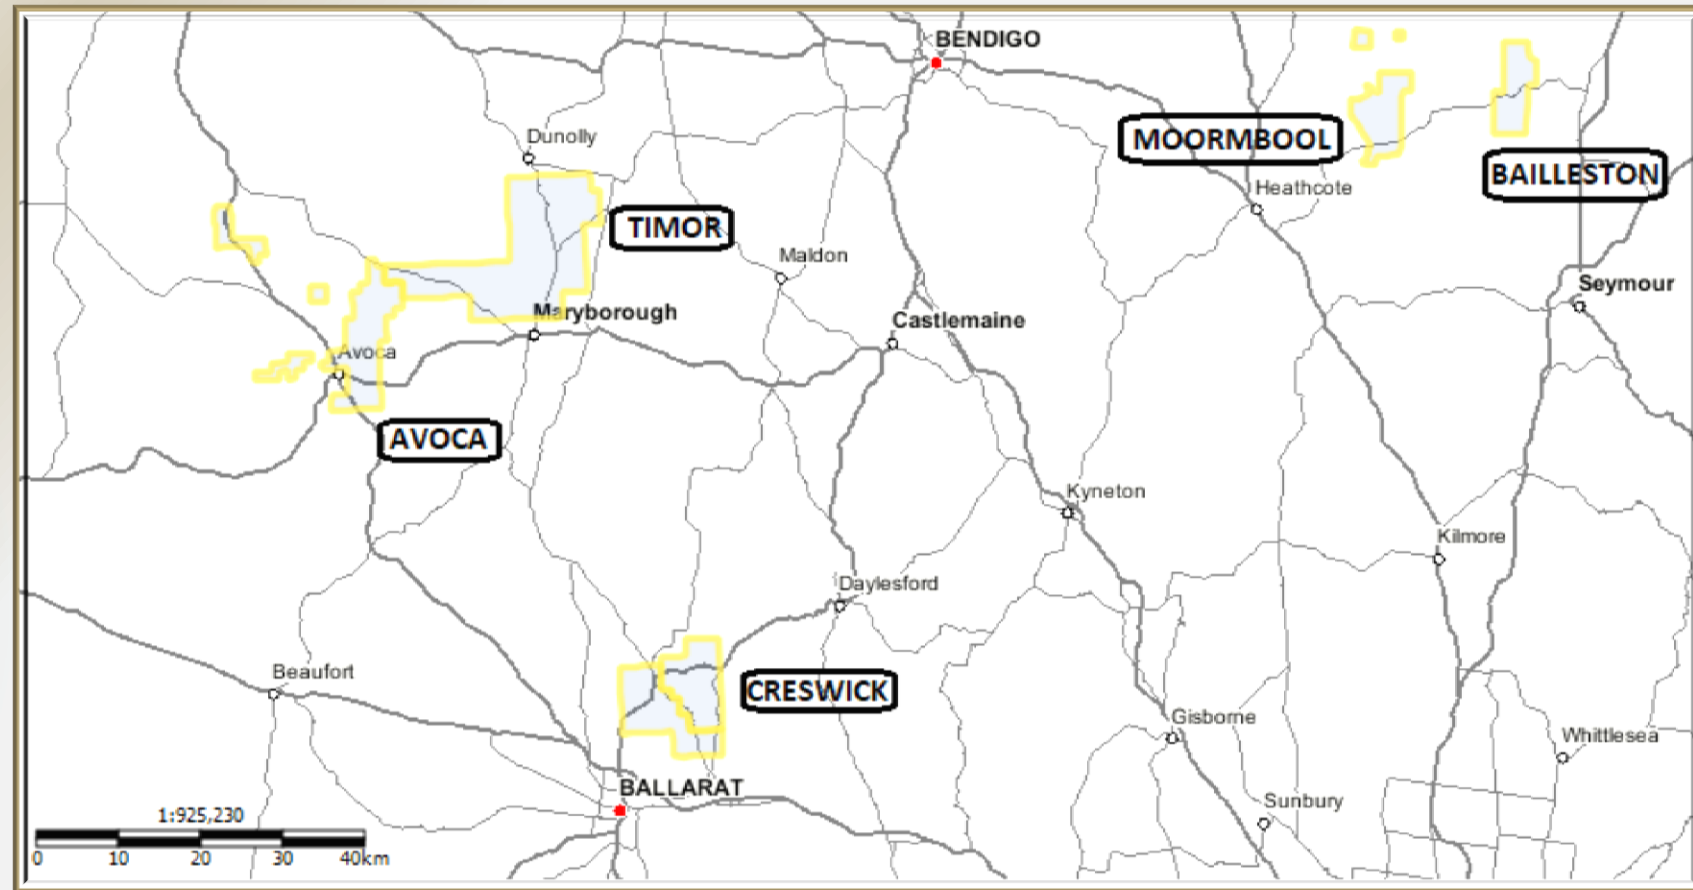 BENDIGO
Dunolly
MOORMBOOL
BAILLESTON
Heathcote
TIMOR
Maldon
Seymour
Maryborough
Castlemaine
Avoca
AVOCA
Kyneton
Kilmore
Daylesford
Beaufort
CRESWICK
Gisborne
Whittlesea
BALLARAT
Sunbury
1:925,230
0 10 20 30 40km